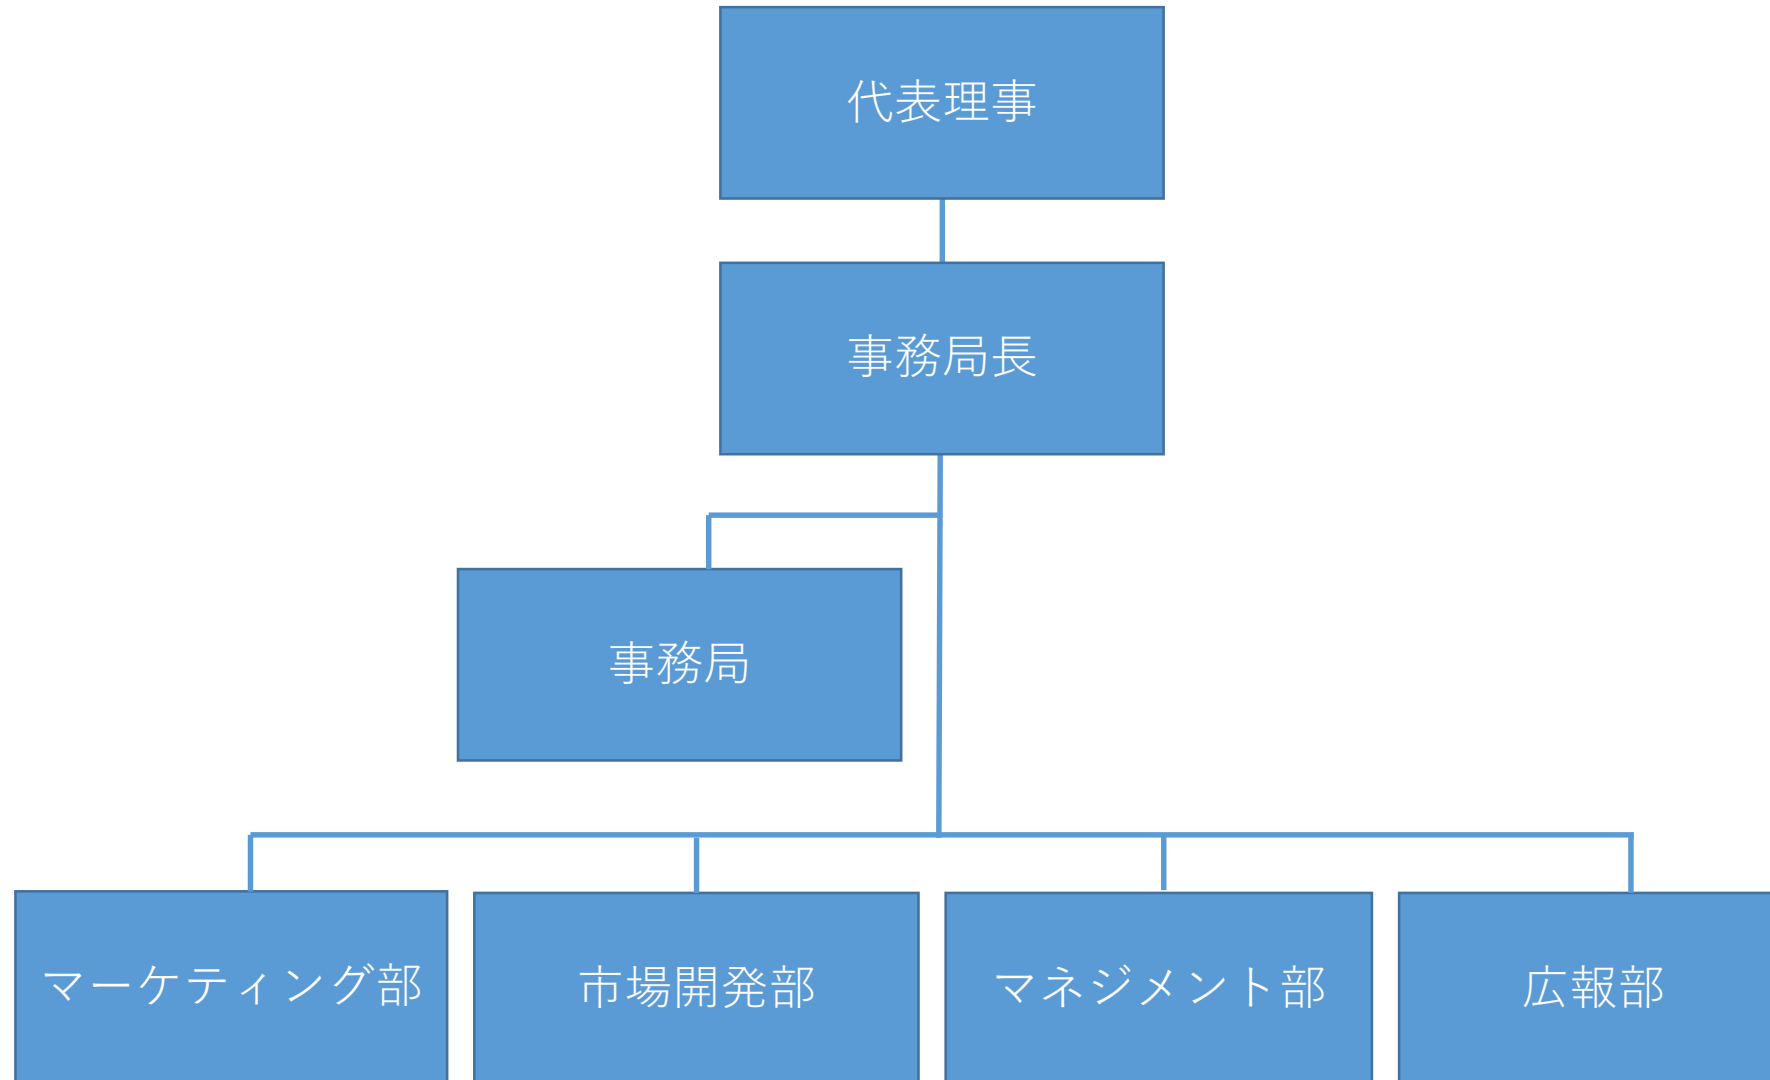 代表理事
事務局長
事務局
マーケティング部
市場開発部
マネジメント部
広報部